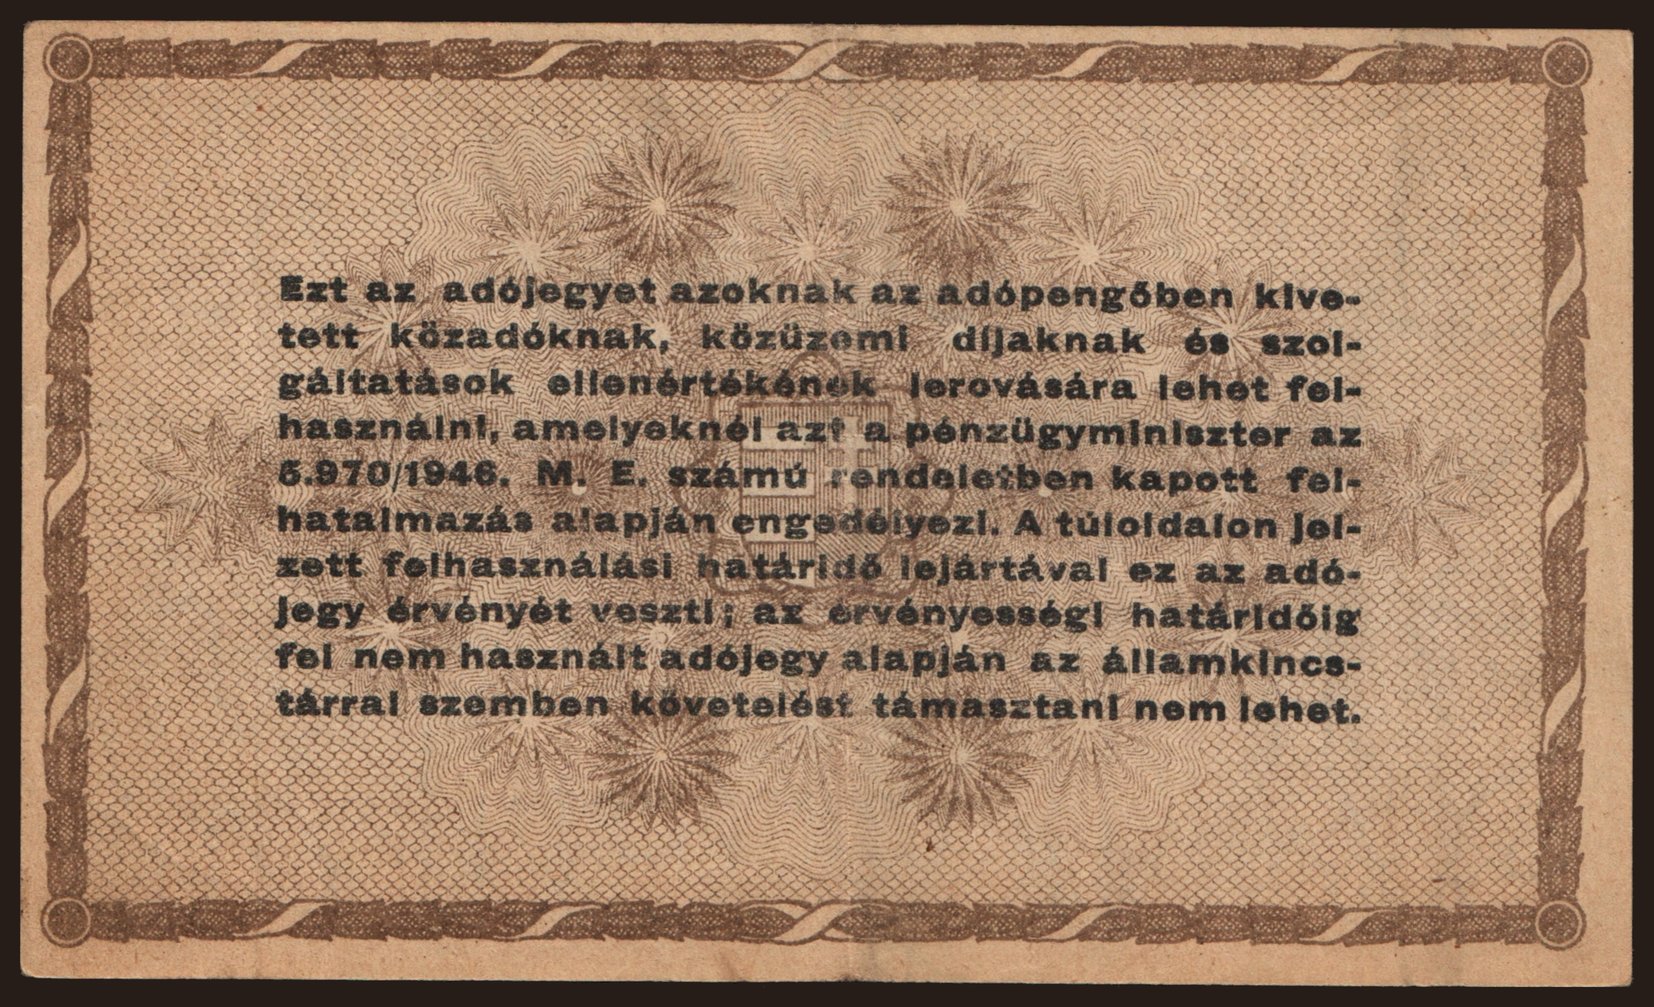 Ezt az adójegyet azoknak az adópengőben kive-
tett közadóknak, közüzemi díjaknak és szol-
gáltatások ellenértékének lerovására lehet fel-
használni, amelyeknél azt a pénzügyminiszter az
5.970/1946. M. E. számú rendeletben kapott fel-
hatalmazás alapján engedélyezi. A túloldalon jel-
zett felhasználási határidő lejártával ez az adó-
jegy érvényét veszti; az érvényességi határidőig
fel nem használt adójegy alapján az államkincs-
tárral szemben követelést támasztani nem lehet.